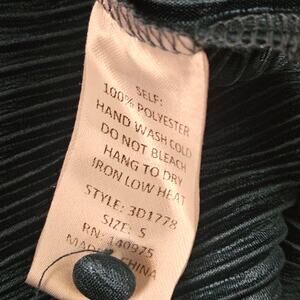 SELF:
100% POLYESTER
HAND WASH COLD
DO NOT BLEACH
HANG TO DRY
IRON LOW HEAT
STYLE: 3D1778
SIZE: S
RN: 140975
MADE IN CHINA